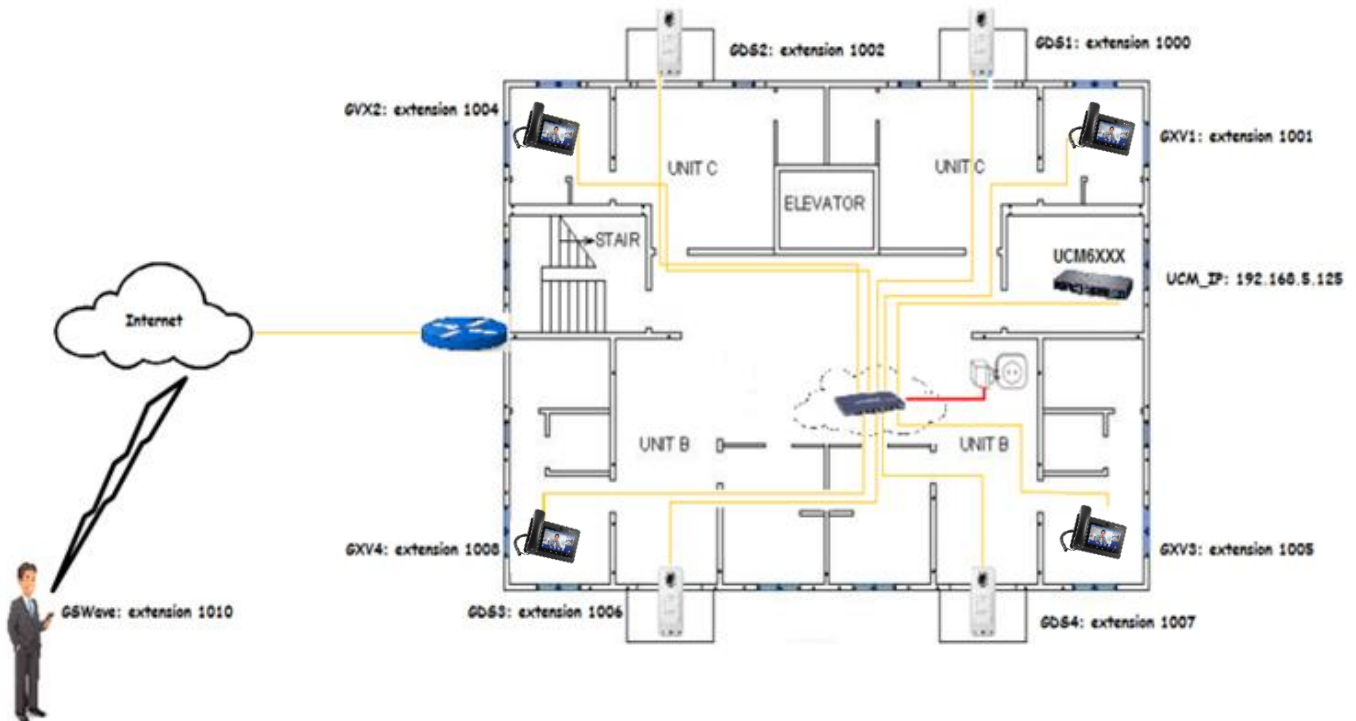 GDS2: extension 1002
GDS1: extension 1000
GVX2: extension 1004
GXV1: extension 1001
UNIT C
UNIT C
ELEVATOR
STAIR
UCM6XXX
UCM_IP: 192.168.5.125
Internet
UNIT B
UNIT B
GXV4: extension 1008
GXV3: extension 1005
GSWave: extension 1010
GDS3: extension 1006
GDS4: extension 1007